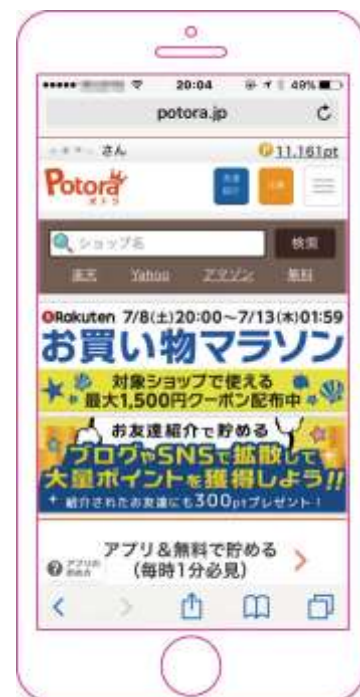 20:04 49%
potora.jp
さん 11,161pt
Potora
ポトラ
ショップ名 検索
楽天 Yahoo アマゾン 無料
Rakuten 7/8(土)20:00～7/13(木)01:59
お買い物マラソン
対象ショップで使える
最大1,500円クーポン配布中
お友達紹介で貯める
ブログやSNSで拡散して
大量ポイントを獲得しよう!!
紹介されたお友達にも300ptプレゼント!
アプリ&無料で貯める
(毎時1分必見)